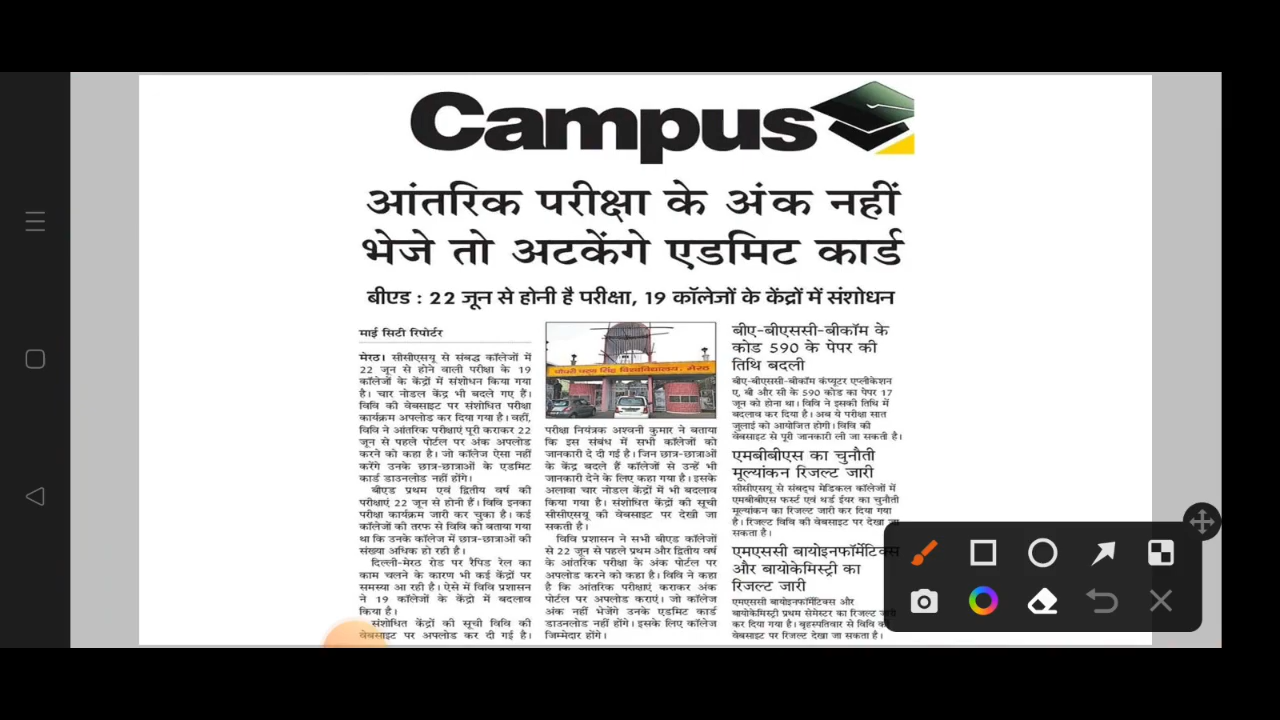 Campus
आंतरिक परीक्षा के अंक नहीं
भेजे तो अटकेंगे एडमिट कार्ड
बीएड : 22 जून से होनी है परीक्षा, 19 कॉलेजों के केंद्रों में संशोधन
माई सिटी रिपोर्टर
मेरठ। सीसीएसयू से संबद्ध कॉलेजों में
22 जून से होने वाली परीक्षा के 19
कॉलेजों के केंद्रों में संशोधन किया गया
है। चार नोडल केंद्र भी बदले गए हैं।
विवि की वेबसाइट पर संशोधित परीक्षा
कार्यक्रम अपलोड कर दिया गया है। वहीं,
विवि ने आंतरिक परीक्षाएं पूरी कराकर 22
जून से पहले पोर्टल पर अंक अपलोड
करने को कहा है। जो कॉलेज ऐसा नहीं
करेंगे उनके छात्र-छात्राओं के एडमिट
कार्ड डाउनलोड नहीं होंगे।
बीएड प्रथम एवं द्वितीय वर्ष की
परीक्षाएं 22 जून से होनी हैं। विवि इनका
परीक्षा कार्यक्रम जारी कर चुका है। कई
कॉलेजों की तरफ से विवि को बताया गया
था कि उनके कॉलेज में छात्र-छात्राओं की
संख्या अधिक हो रही है।
दिल्ली-मेरठ रोड पर रैपिड रेल का
काम चलने के कारण भी कई केंद्रों पर
समस्या आ रही है। ऐसे में विवि प्रशासन
ने 19 कॉलेजों के केंद्रो में बदलाव
किया है।
संशोधित केंद्रों की सूची विवि की
वेबसाइट पर अपलोड कर दी गई है।
चौधरी चरण सिंह विश्वविद्यालय, मेरठ
परीक्षा नियंत्रक अश्वनी कुमार ने बताया
कि इस संबंध में सभी कॉलेजों को
जानकारी दे दी गई है। जिन छात्र-छात्राओं
के केंद्र बदले हैं कॉलेजों से उन्हें भी
जानकारी देने के लिए कहा गया है। इसके
अलावा चार नोडल केंद्रों में भी बदलाव
किया गया है। संशोधित केंद्रों की सूची
सीसीएसयू की वेबसाइट पर देखी जा
सकती है।
विवि प्रशासन ने सभी बीएड कॉलेजों
से 22 जून से पहले प्रथम और द्वितीय वर्ष
के आंतरिक परीक्षा के अंक पोर्टल पर
अपलोड करने को कहा है। विवि ने कहा
है कि आंतरिक परीक्षाएं कराकर अंक
पोर्टल पर अपलोड कराएं। जो कॉलेज
अंक नहीं भेजेंगे उनके एडमिट कार्ड
डाउनलोड नहीं होंगे। इसके लिए कॉलेज
जिम्मेदार होंगे।
बीए-बीएससी-बीकॉम के
कोड 590 के पेपर की
तिथि बदली
बीए-बीएससी-बीकॉम कंप्यूटर एप्लीकेशन
ए, बी और सी के 590 कोड का पेपर 17
जून को होना था। विवि ने इसकी तिथि में
बदलाव कर दिया है। अब ये परीक्षा सात
जुलाई को आयोजित होगी। विवि की
वेबसाइट से पूरी जानकारी ली जा सकती है।
एमबीबीएस का चुनौती
मूल्यांकन रिजल्ट जारी
सीसीएसयू से संबद्ध मेडिकल कॉलेजों में
एमबीबीएस फर्स्ट एवं थर्ड ईयर का चुनौती
मूल्यांकन का रिजल्ट जारी कर दिया गया
है। रिजल्ट विवि की वेबसाइट पर देखा जा
सकता है।
एमएससी बायोइनफॉर्मेटिक्स
और बायोकेमिस्ट्री का
रिजल्ट जारी
एमएससी बायोइनफॉर्मेटिक्स और
बायोकेमिस्ट्री प्रथम सेमेस्टर का रिजल्ट जारी
कर दिया गया है। बृहस्पतिवार से विवि की
वेबसाइट पर रिजल्ट देखा जा सकता है।